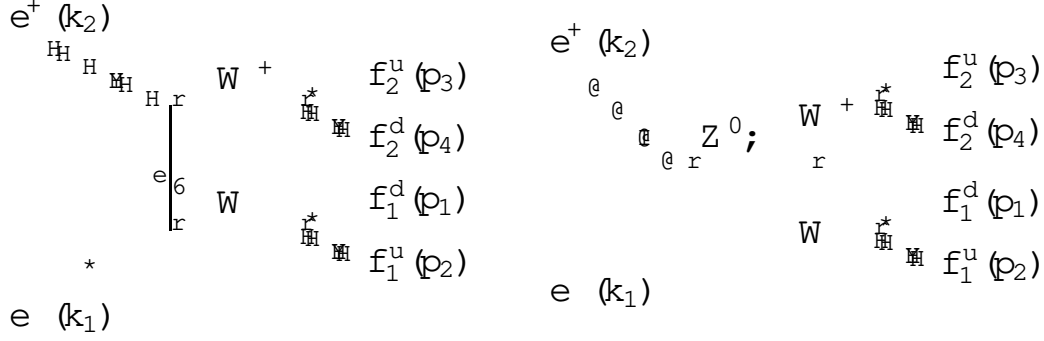 e⁺ (k₂)
H H H H H H H r
W ⁺
r * H H H H
f₂ᵘ (p₃)
f₂ᵈ (p₄)
e 6
r
W
r * H H H H
f₁ᵈ (p₁)
f₁ᵘ (p₂)
*
e (k₁)
e⁺ (k₂)
@ @ @ @ r
Z ⁰;
r
W ⁺
r * H H H H
f₂ᵘ (p₃)
f₂ᵈ (p₄)
W
r * H H H H
f₁ᵈ (p₁)
f₁ᵘ (p₂)
e (k₁)